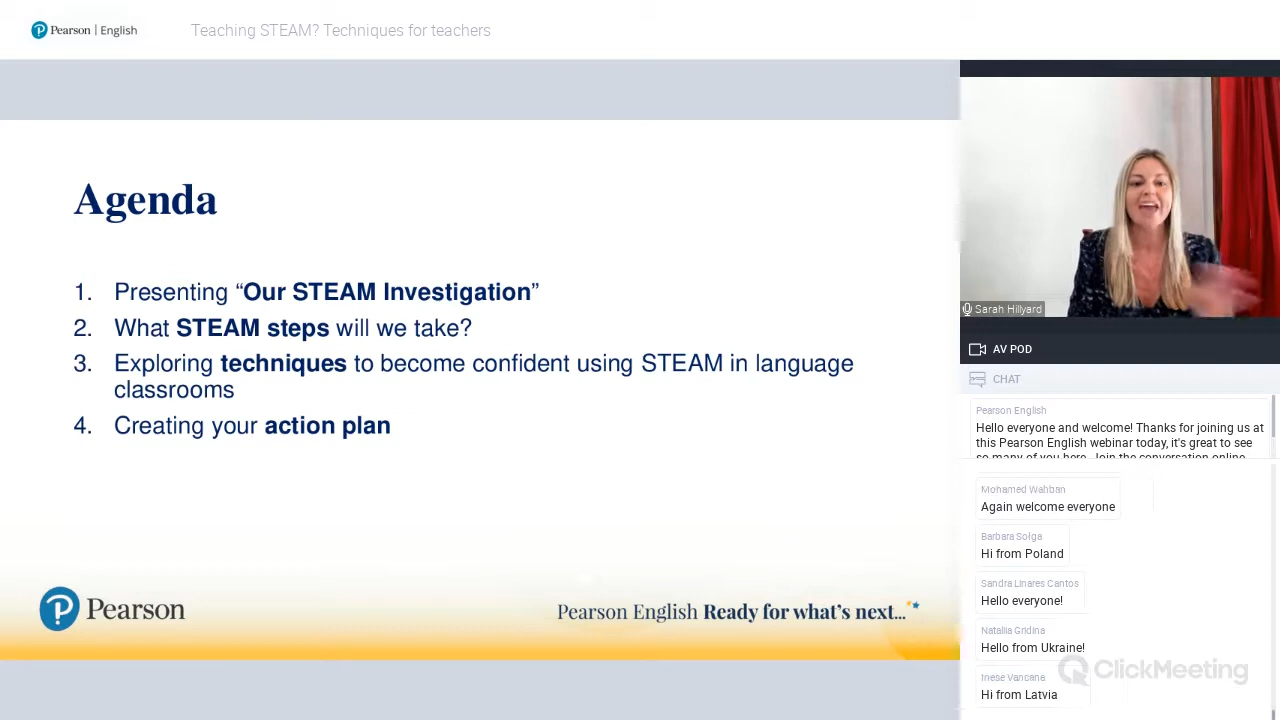 Pearson | English
Teaching STEAM? Techniques for teachers
Agenda
1. Presenting “Our STEAM Investigation”
2. What STEAM steps will we take?
3. Exploring techniques to become confident using STEAM in language
classrooms
4. Creating your action plan
Pearson
Pearson English Ready for what's next...
Sarah Hillyard
AV POD
CHAT
Pearson English
Hello everyone and welcome! Thanks for joining us at
this Pearson English webinar today, it's great to see
so many of you here. Join the conversation online
Mohamed Wahban
Again welcome everyone
Barbara Solga
Hi from Poland
Sandra Linares Cantos
Hello everyone!
Nataliia Gridina
Hello from Ukraine!
Inese Vancana
Hi from Latvia
ClickMeeting